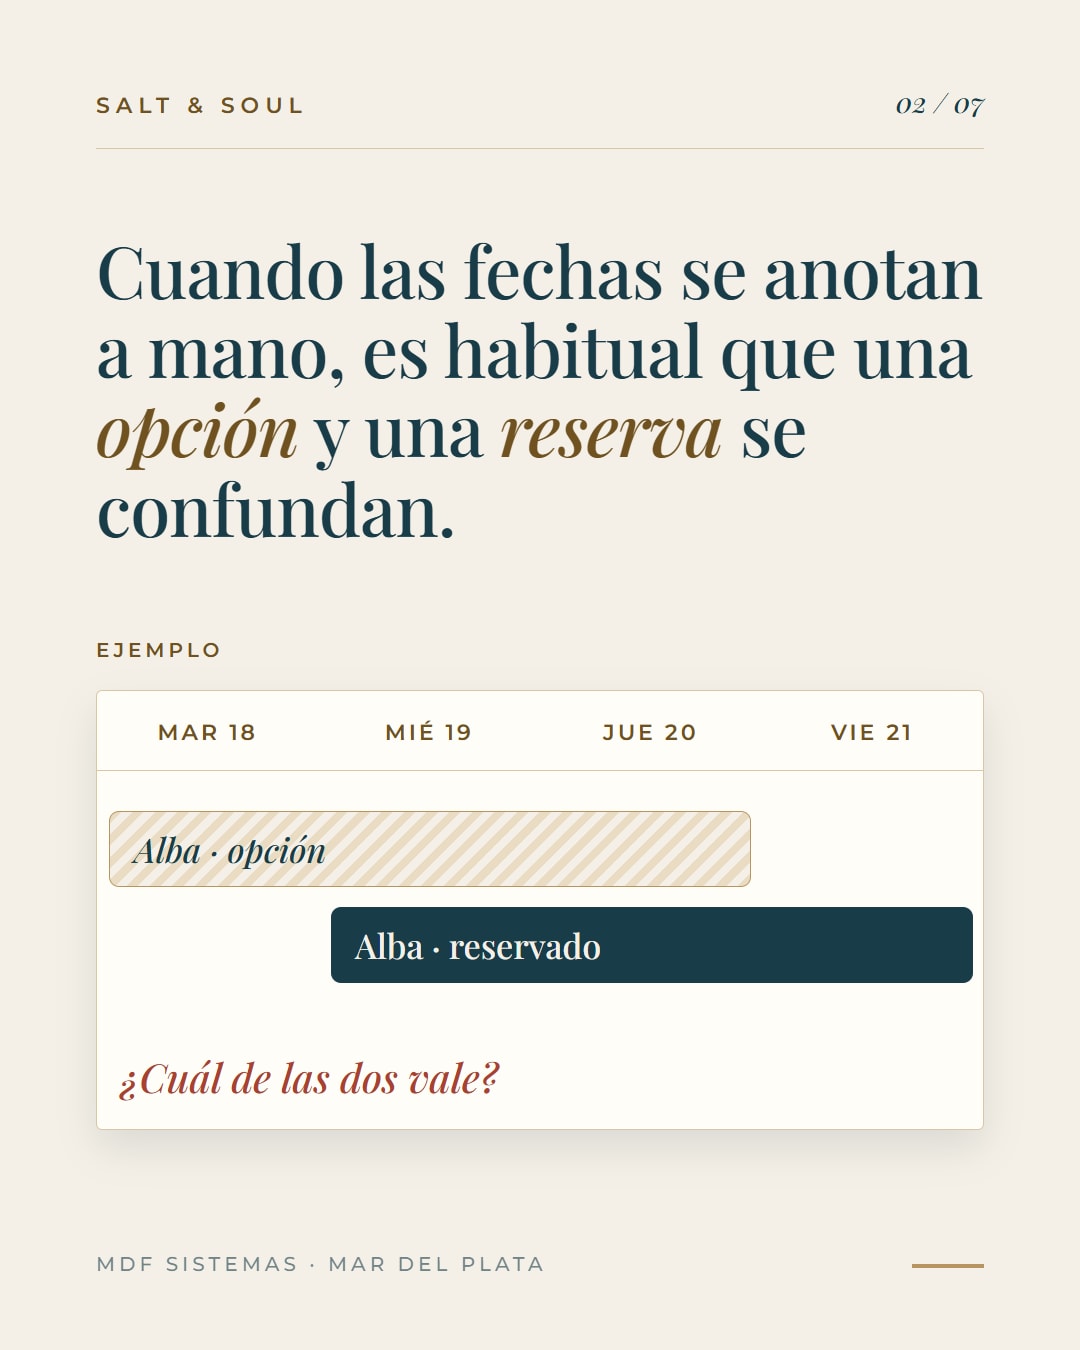 SALT & SOUL
02 / 07
Cuando las fechas se anotan
a mano, es habitual que una
opción y una reserva se
confundan.
EJEMPLO
MAR 18 MIÉ 19 JUE 20 VIE 21
Alba · opción
Alba · reservado
¿Cuál de las dos vale?
MDF SISTEMAS · MAR DEL PLATA